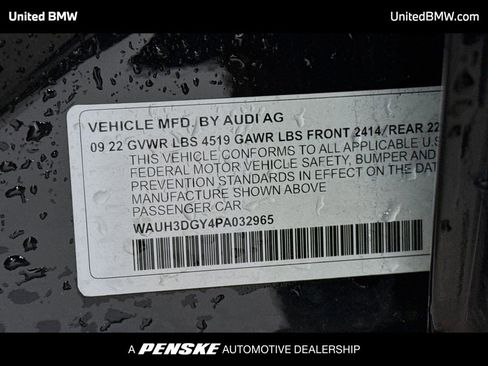 United BMW
UnitedBMW.com
VEHICLE MFD. BY AUDI AG
09 22 GVWR LBS 4519 GAWR LBS FRONT 2414/REAR 22
THIS VEHICLE CONFORMS TO ALL APPLICABLE U.S
FEDERAL MOTOR VEHICLE SAFETY, BUMPER AND
PREVENTION STANDARDS IN EFFECT ON THE DAT
MANUFACTURE SHOWN ABOVE
PASSENGER CAR
WAUH3DGY4PA032965
A PENSKE AUTOMOTIVE DEALERSHIP